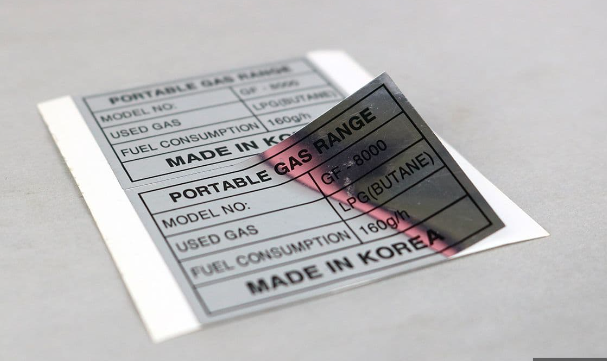 PORTABLE GAS RANGE
MODEL NO: GF - 8000
USED GAS LPG(BUTANE)
FUEL CONSUMPTION 160g/
MADE IN KO
PORTABLE GAS RANGE
MODEL NO: GF - 8000
USED GAS LPG(BUTANE)
FUEL CONSUMPTION 160g/h
MADE IN KOREA